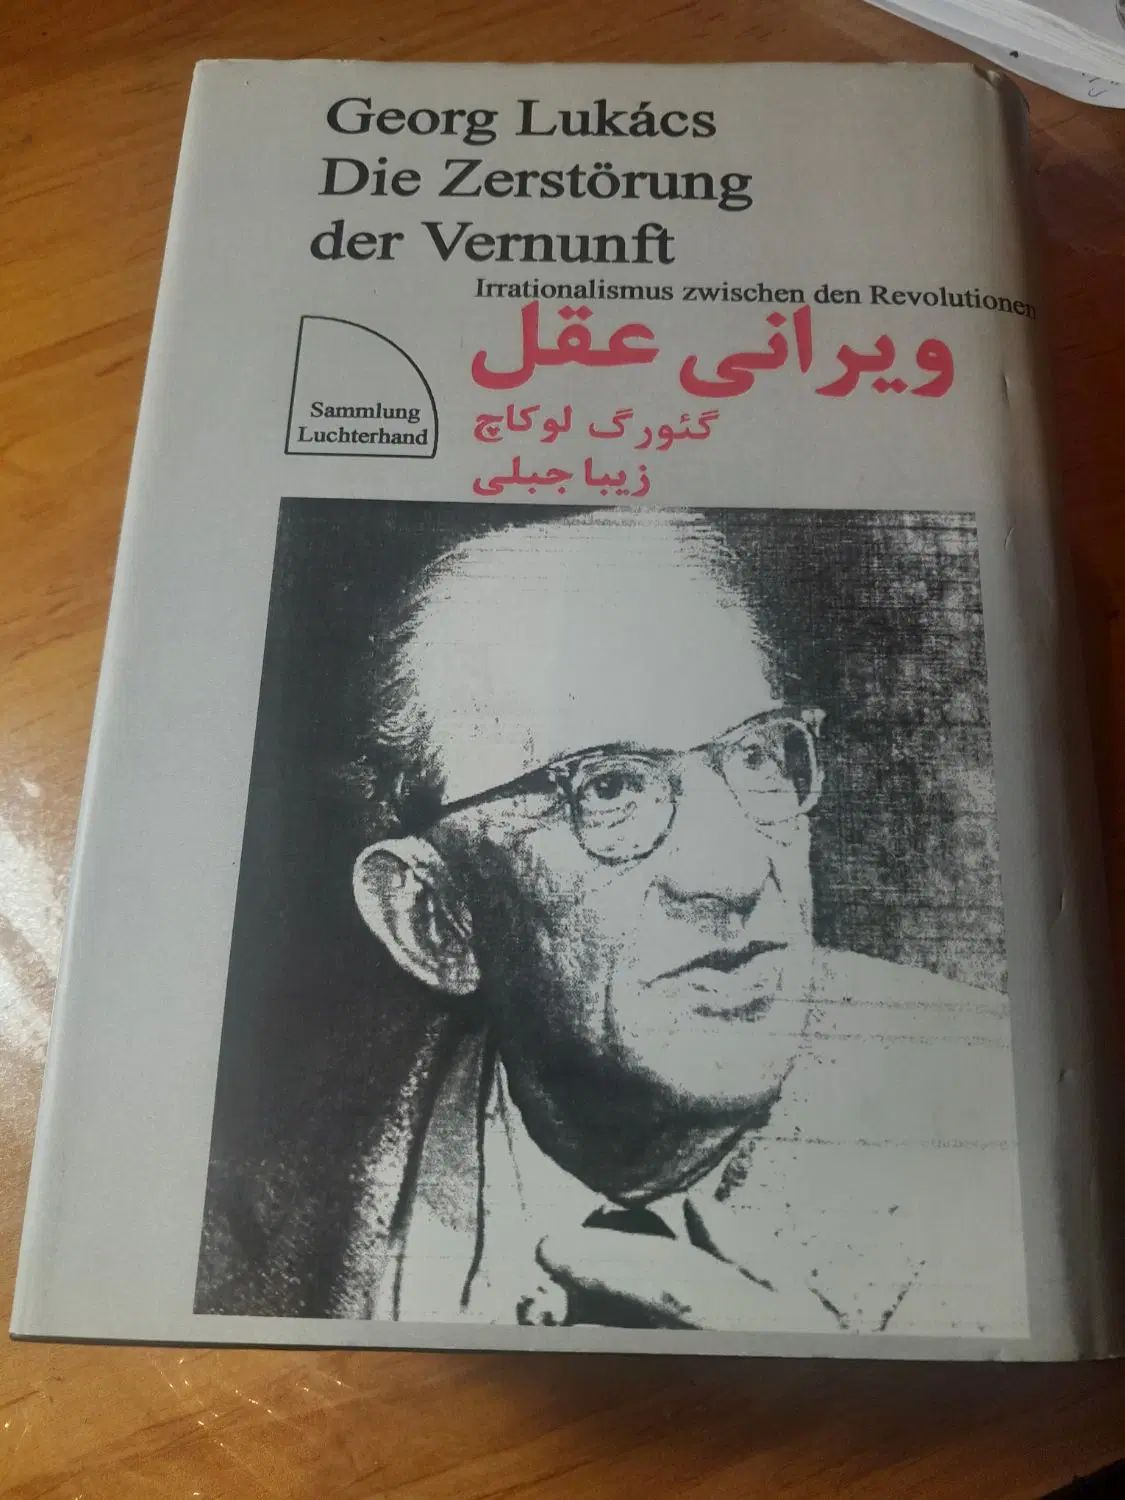 Georg Lukács
Die Zerstörung
der Vernunft
Irrationalismus zwischen den Revolutionen
ویرانی عقل
گئورگ لوکاچ
زیبا جبلی
Sammlung
Luchterhand